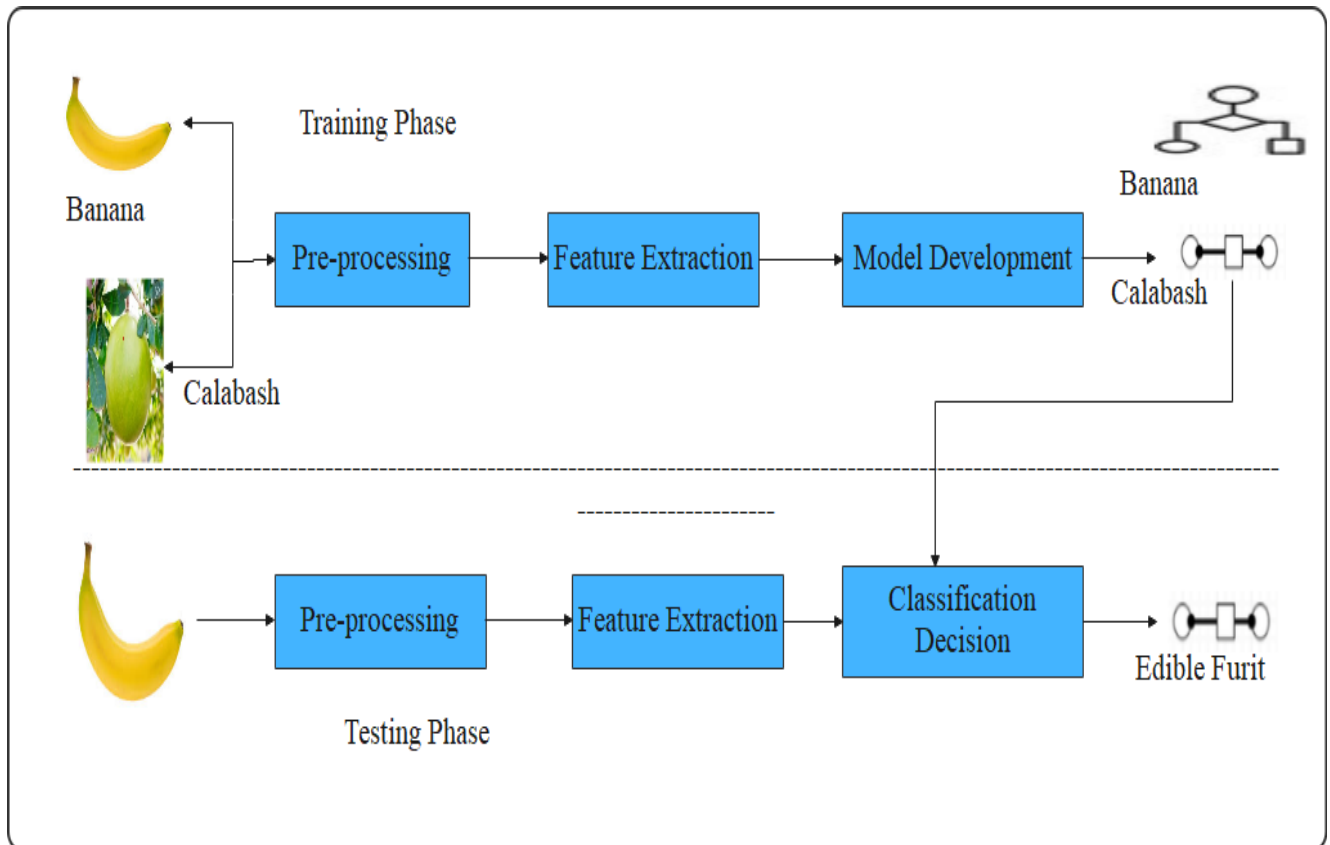 Training Phase
Banana
Banana
Pre-processing
Feature Extraction
Model Development
Calabash
Calabash
Pre-processing
Feature Extraction
Classification
Decision
Edible Furit
Testing Phase